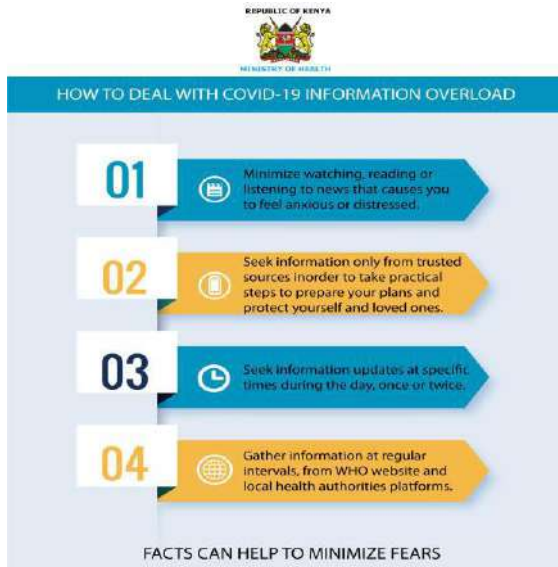 REPUBLIC OF KENYA
MINISTRY OF HEALTH
HOW TO DEAL WITH COVID-19 INFORMATION OVERLOAD
01
Minimize watching, reading or
listening to news that causes you
to feel anxious or distressed.
02
Seek information only from trusted
sources inorder to take practical
steps to prepare your plans and
protect yourself and loved ones.
03
Seek information updates at specific
times during the day, once or twice.
04
Gather information at regular
intervals, from WHO website and
local health authorities platforms.
FACTS CAN HELP TO MINIMIZE FEARS